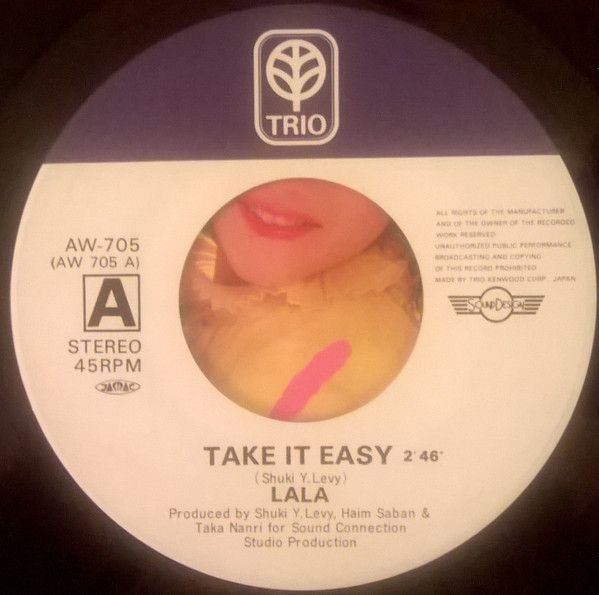 TRIO
AW-705
(AW 705 A)
A
STEREO
45RPM
JASRAC
ALL RIGHTS OF THE MANUFACTURER
AND OF THE OWNER OF THE RECORDED
WORK RESERVED
UNAUTHORIZED PUBLIC PERFORMANCE
BROADCASTING AND COPYING
OF THIS RECORD PROHIBITED
MADE BY TRIO-KENWOOD CORP. JAPAN.
SOUNDDESIGN
TAKE IT EASY 2'46"
(Shuki Y. Levy)
LALA
Produced by Shuki Y. Levy, Haim Saban &
Taka Nanri for Sound Connection
Studio Production